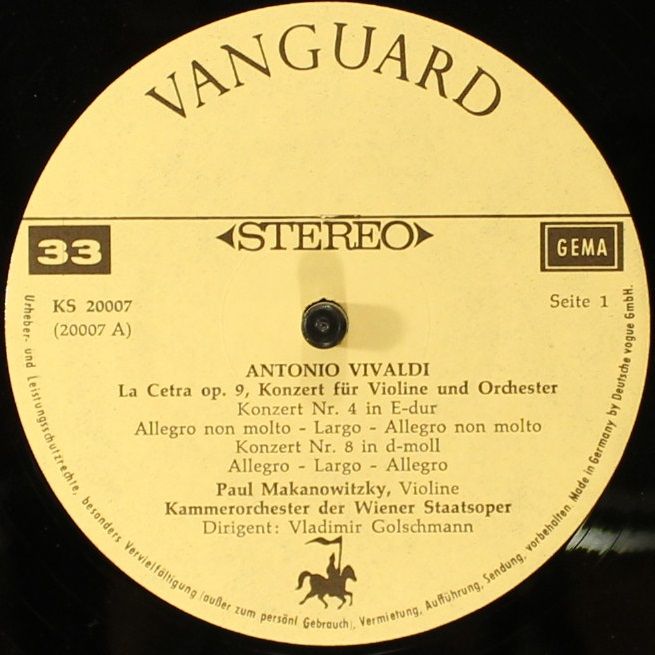 VANGUARD
33
STEREO
GEMA
KS 20007
(20007 A)
Seite 1
ANTONIO VIVALDI
La Cetra op. 9, Konzert für Violine und Orchester
Konzert Nr. 4 in E-dur
Allegro non molto - Largo - Allegro non molto
Konzert Nr. 8 in d-moll
Allegro - Largo - Allegro
Paul Makanowitzky, Violine
Kammerorchester der Wiener Staatsoper
Dirigent: Vladimir Golschmann
Urheber- und Leistungsschutzrechte, besonders Vervielfältigung (außer zum persönl Gebrauch), Vermietung, Aufführung, Sendung, vorbehalten. Made in Germany by Deutsche vogue GmbH.